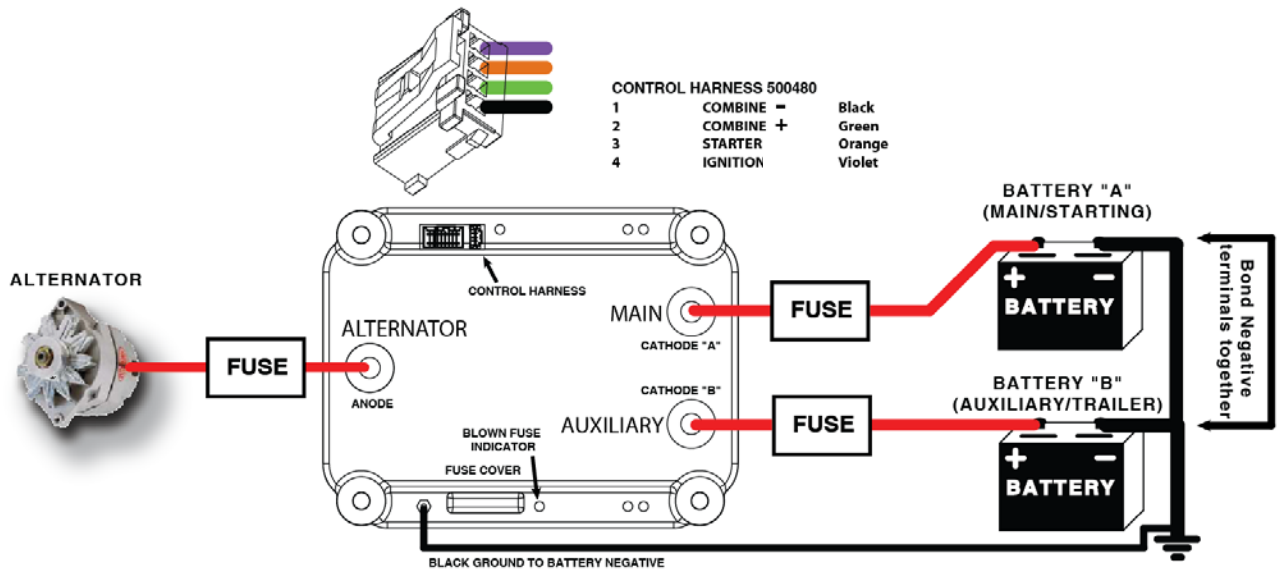 CONTROL HARNESS 500480
1 COMBINE - Black
2 COMBINE + Green
3 STARTER Orange
4 IGNITION Violet
BATTERY "A"
(MAIN/STARTING)
ALTERNATOR
FUSE
CONTROL HARNESS
ALTERNATOR
ANODE
MAIN
CATHODE "A"
FUSE
+ -
BATTERY
Bond Negative
terminals together
CATHODE "B"
AUXILIARY
FUSE
BATTERY "B"
(AUXILIARY/TRAILER)
+ -
BATTERY
BLOWN FUSE
INDICATOR
FUSE COVER
BLACK GROUND TO BATTERY NEGATIVE